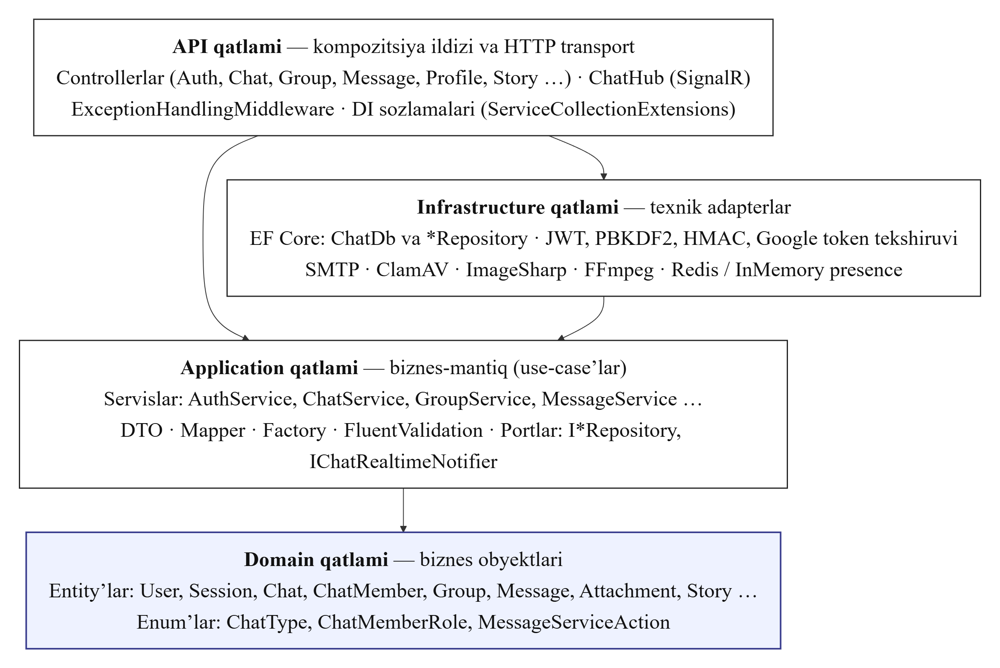 API qatlami — kompozitsiya ildizi va HTTP transport
Controllerlar (Auth, Chat, Group, Message, Profile, Story …) · ChatHub (SignalR)
ExceptionHandlingMiddleware · DI sozlamalari (ServiceCollectionExtensions)
Infrastructure qatlami — texnik adapterlar
EF Core: ChatDb va *Repository · JWT, PBKDF2, HMAC, Google token tekshiruvi
SMTP · ClamAV · ImageSharp · FFmpeg · Redis / InMemory presence
Application qatlami — biznes-mantiq (use-case’lar)
Servislar: AuthService, ChatService, GroupService, MessageService …
DTO · Mapper · Factory · FluentValidation · Portlar: I*Repository,
IChatRealtimeNotifier
Domain qatlami — biznes obyektlari
Entity’lar: User, Session, Chat, ChatMember, Group, Message, Attachment, Story …
Enum’lar: ChatType, ChatMemberRole, MessageServiceAction